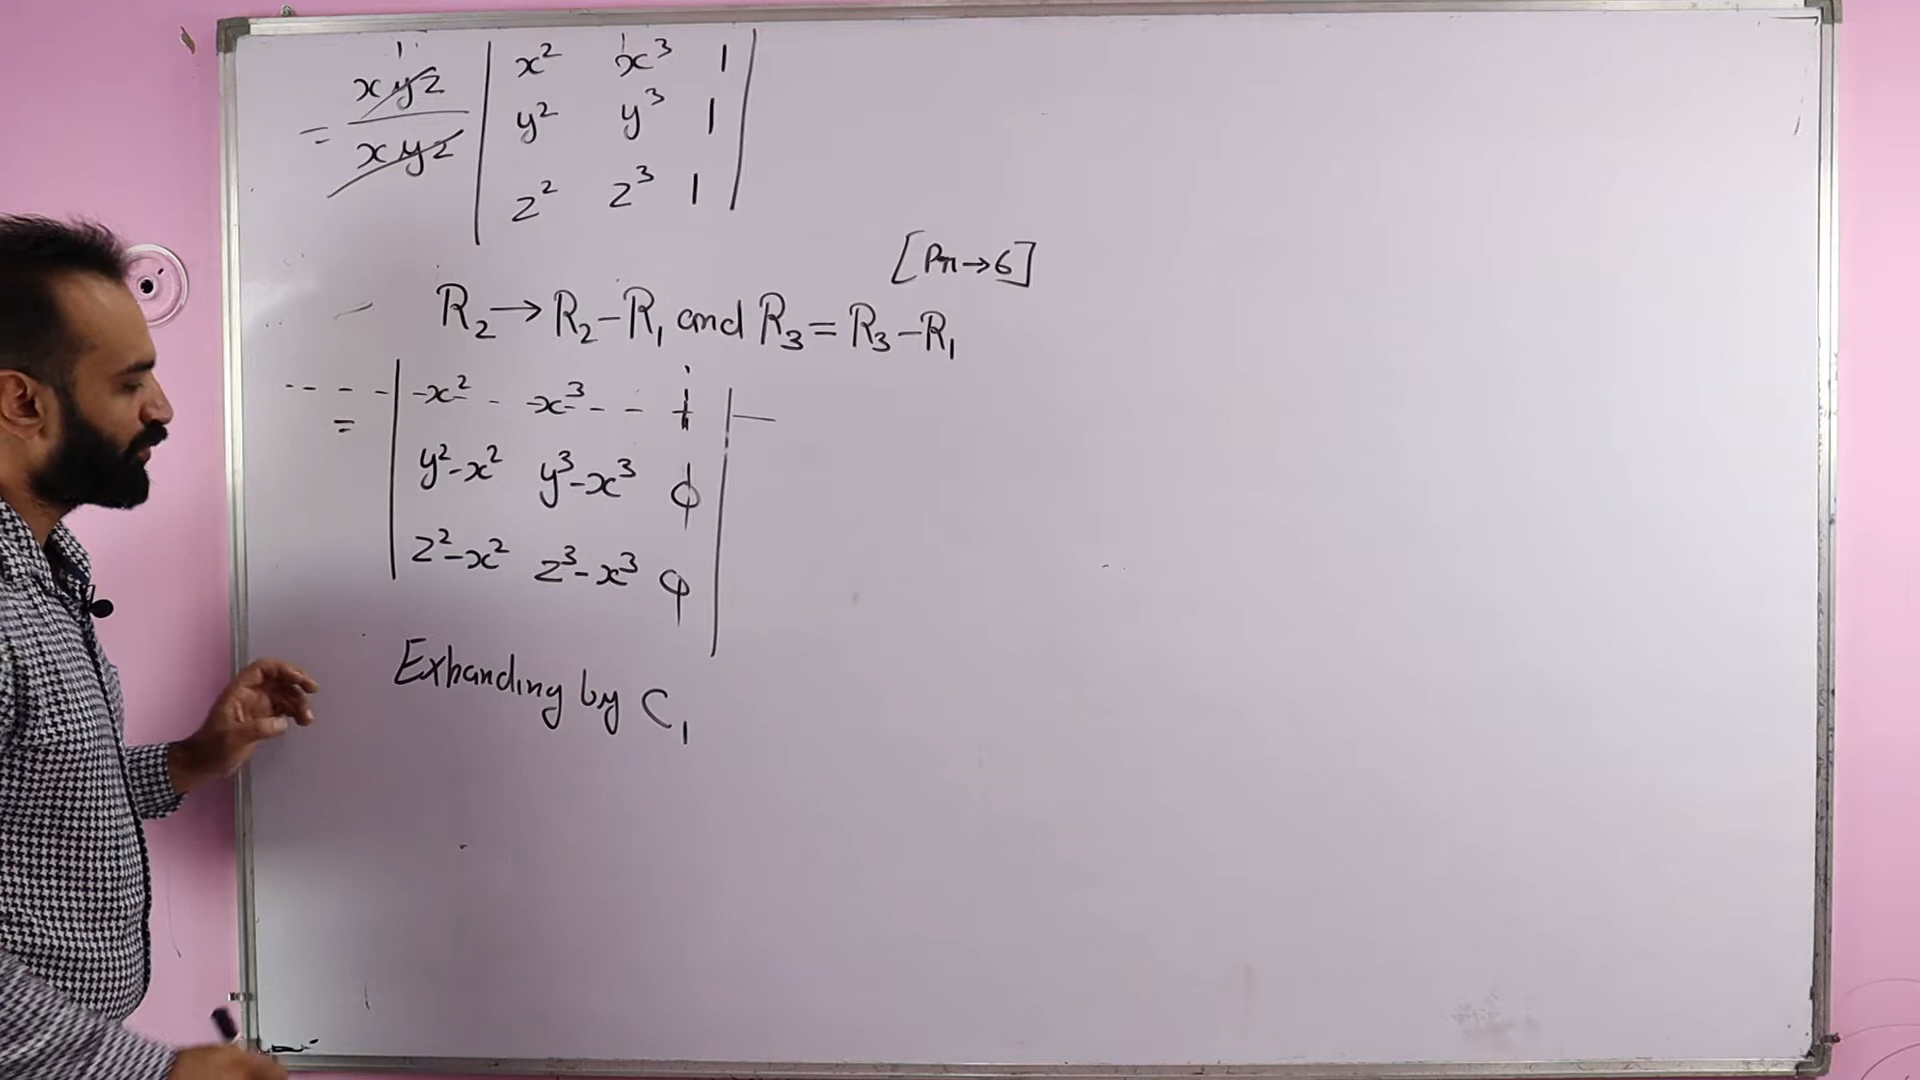 = xyz/xyz | x² x³ 1 |
| y² y³ 1 |
| z² z³ 1 |
[Pr→6]
R₂→R₂-R₁ and R₃=R₃-R₁
= | x² x³ 1 |
| y²-x² y³-x³ 0 |
| z²-x² z³-x³ 0 |
Expanding by C₁